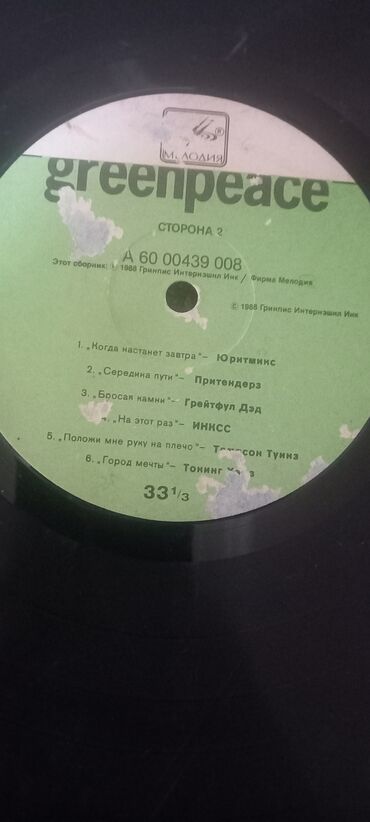 МЕЛОДИЯ
greenpeace
СТОРОНА 2
А 60 00439 008
Этот сборник: ℗ 1988 Гринпис Интернэшнл Инк / Фирма Мелодия
© 1988 Гринпис Интернэшнл Инк
1. „Когда настанет завтра"– Юритмикс
2. „Середина пути"– Притендерз
3. „Бросая камни"– Грейтфул Дэд
„На этот раз"– ИНКСС
5. „Положи мне руку на плечо"– Туинз
6. „Город мечты"– Токинг
33 1/3